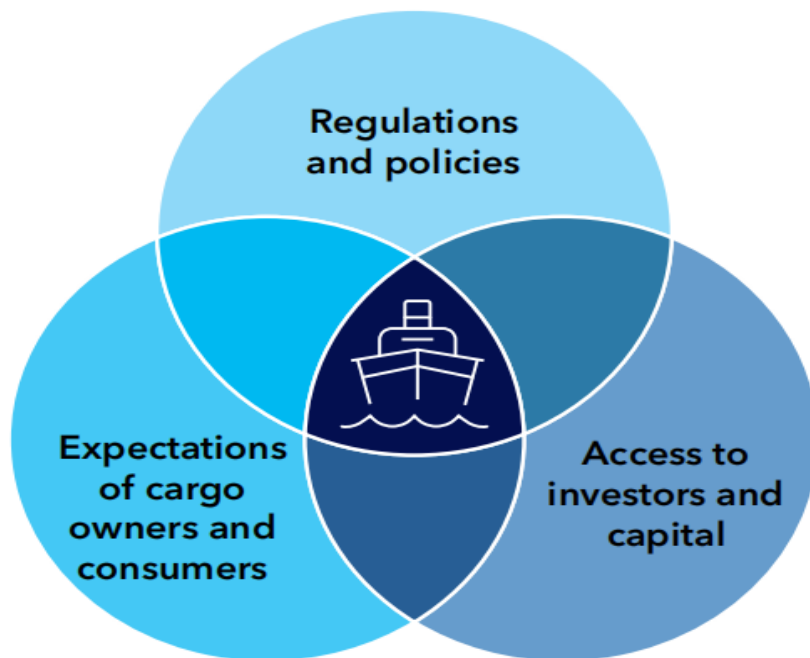 Regulations
and policies
Expectations
of cargo
owners and
consumers
Access to
investors and
capital